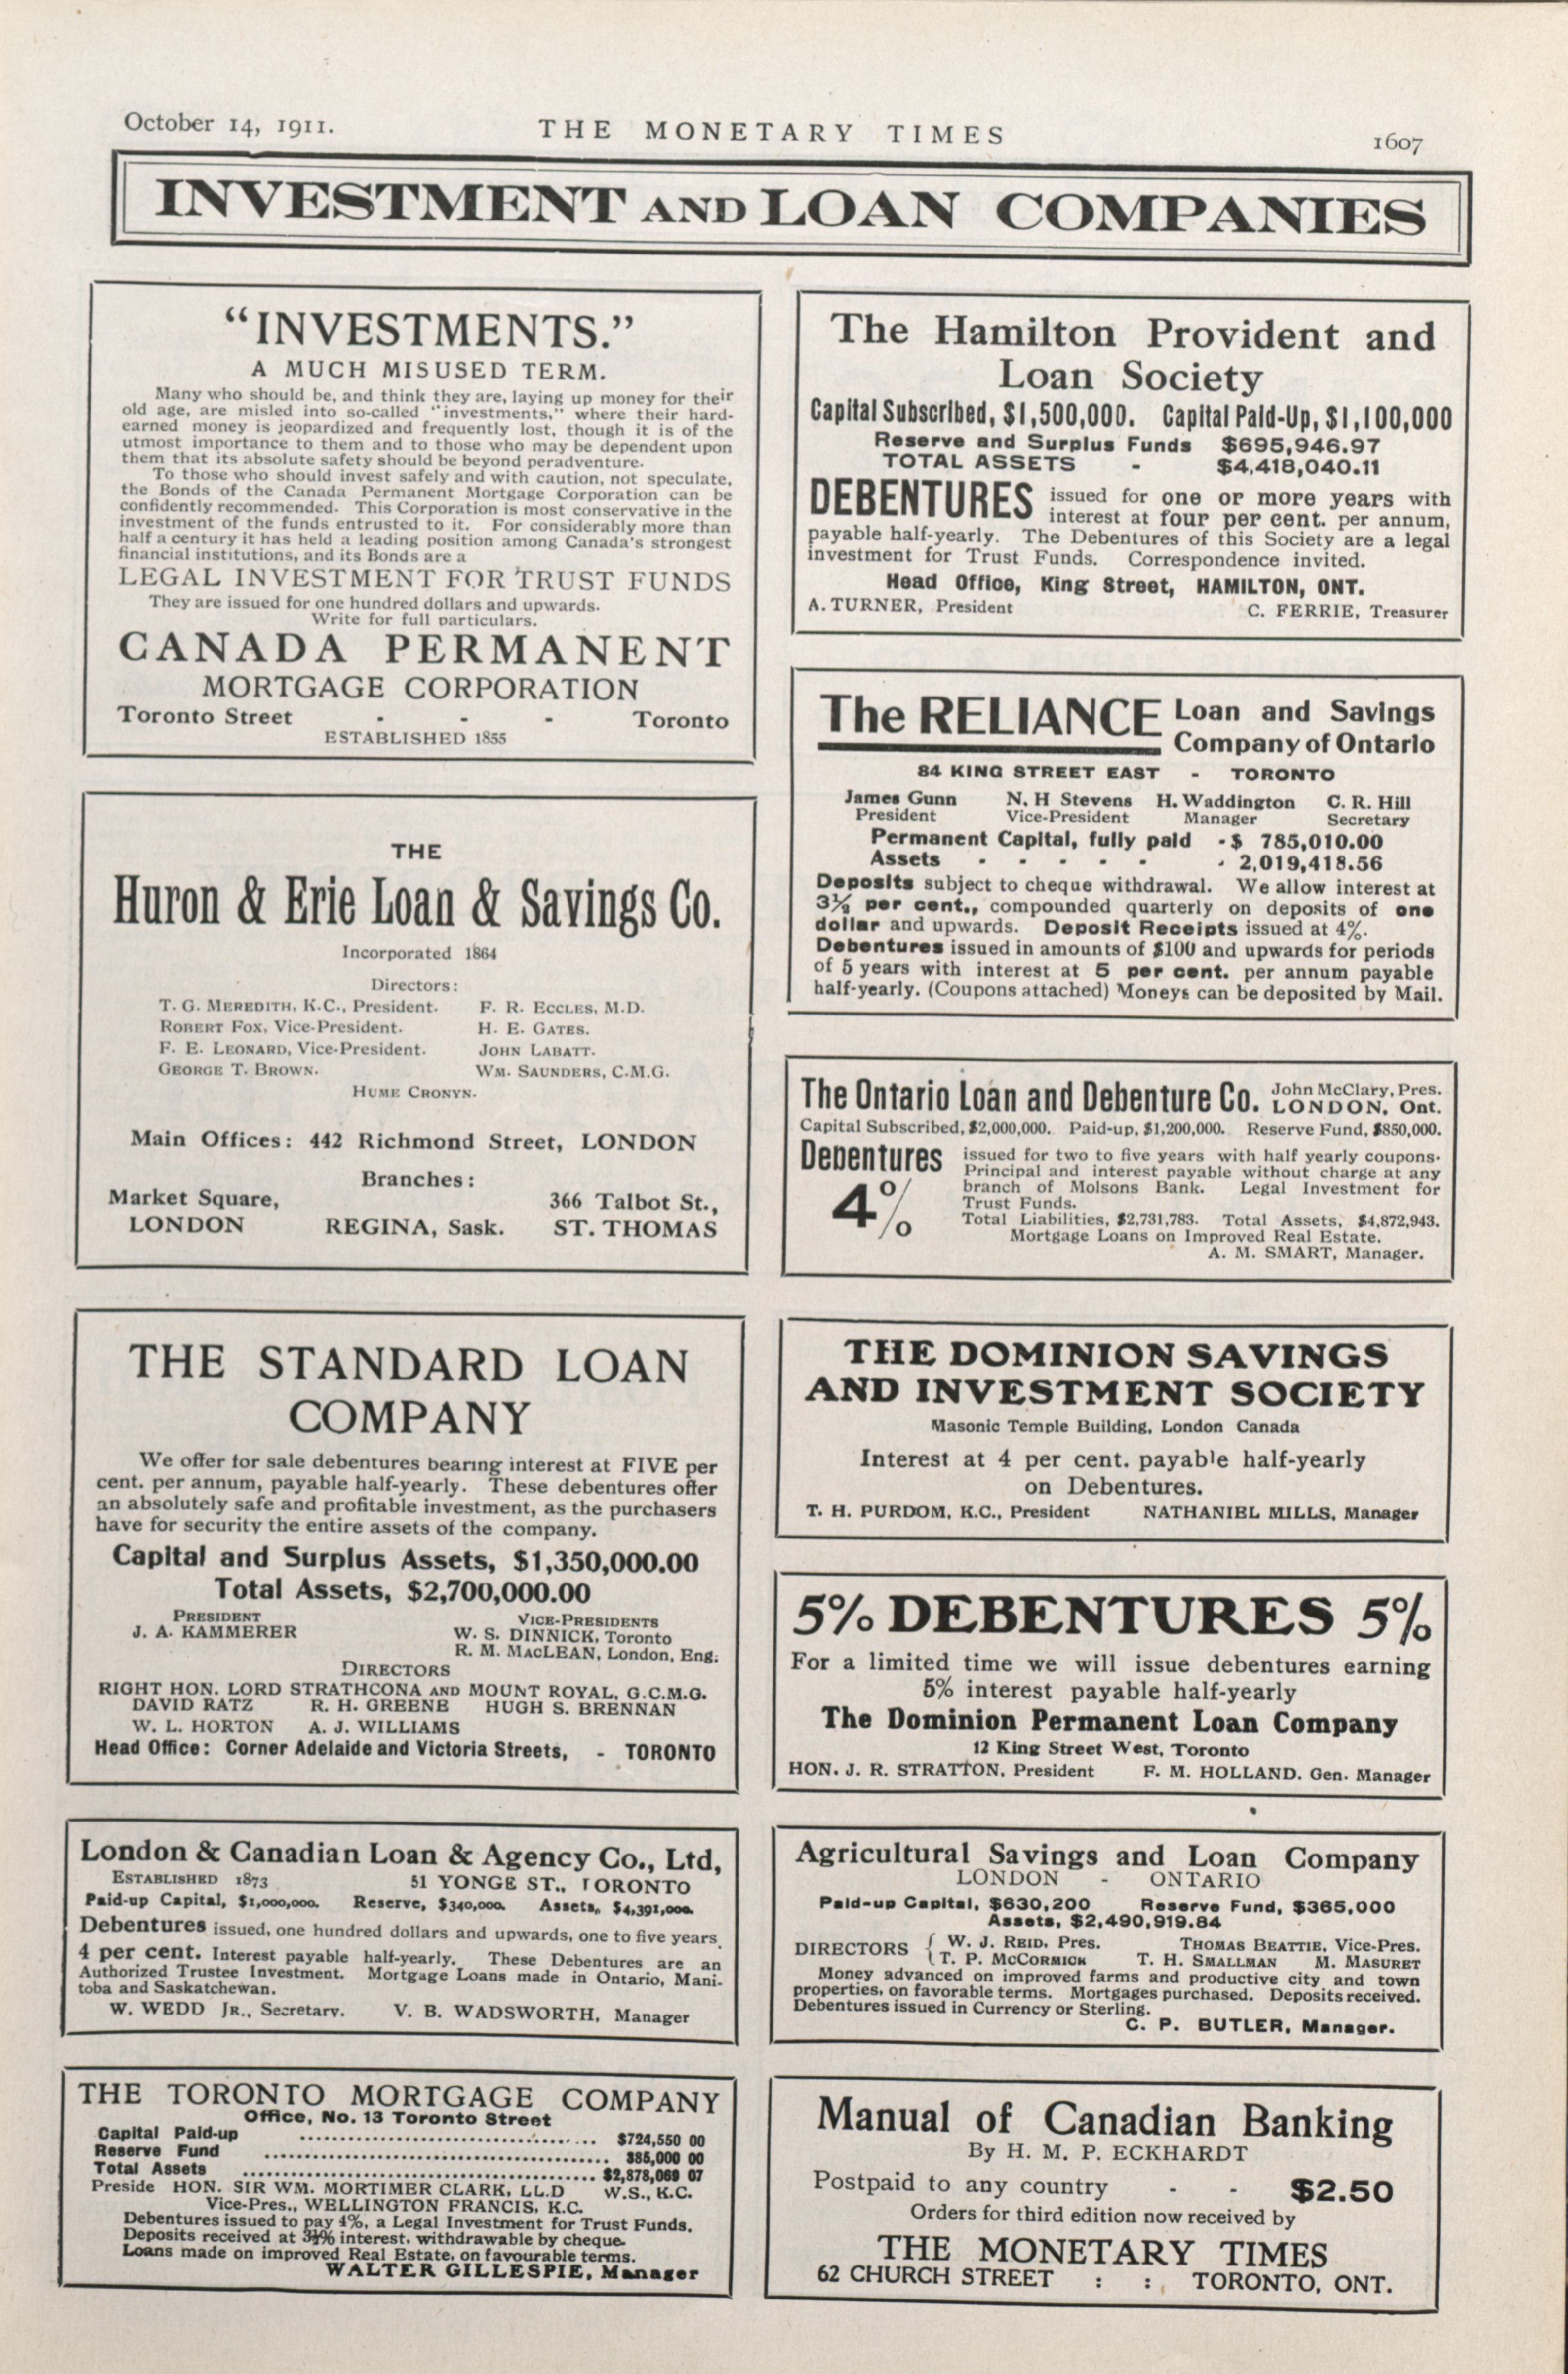 October 14, 1911.
THE MONETARY TIMES
1607
INVESTMENT AND LOAN COMPANIES
“INVESTMENTS.”
A MUCH MISUSED TERM.
Many who should be, and think they are, laying up money for their
old age, are misled into so-called “investments,” where their hard-
earned money is jeopardized and frequently lost, though it is of the
utmost importance to them and to those who may be dependent upon
them that its absolute safety should be beyond peradventure.
To those who should invest safely and with caution, not speculate,
the Bonds of the Canada Permanent Mortgage Corporation can be
confidently recommended. This Corporation is most conservative in the
investment of the funds entrusted to it. For considerably more than
half a century it has held a leading position among Canada's strongest
financial institutions, and its Bonds are a
LEGAL INVESTMENT FOR TRUST FUNDS
They are issued for one hundred dollars and upwards.
Write for full particulars.
CANADA PERMANENT
MORTGAGE CORPORATION
Toronto Street - - - Toronto
ESTABLISHED 1855
THE
Huron & Erie Loan & Savings Co.
Incorporated 1864
Directors:
T. G. MEREDITH, K.C., President. F. R. ECCLES, M.D.
ROBERT FOX, Vice-President. H. E. GATES.
F. E. LEONARD, Vice-President. JOHN LABATT.
GEORGE T. BROWN. WM. SAUNDERS, C.M.G.
HUME CRONYN.
Main Offices: 442 Richmond Street, LONDON
Branches:
Market Square, 366 Talbot St.,
LONDON REGINA, Sask. ST. THOMAS
THE STANDARD LOAN
COMPANY
We offer for sale debentures bearing interest at FIVE per
cent. per annum, payable half-yearly. These debentures offer
an absolutely safe and profitable investment, as the purchasers
have for security the entire assets of the company.
Capital and Surplus Assets, $1,350,000.00
Total Assets, $2,700,000.00
PRESIDENT VICE-PRESIDENTS
J. A. KAMMERER W. S. DINNICK, Toronto
R. M. MACLEAN, London, Eng.
DIRECTORS
RIGHT HON. LORD STRATHCONA AND MOUNT ROYAL, G.C.M.G.
DAVID RATZ R. H. GREENE HUGH S. BRENNAN
W. L. HORTON A. J. WILLIAMS
Head Office: Corner Adelaide and Victoria Streets, - TORONTO
London & Canadian Loan & Agency Co., Ltd,
ESTABLISHED 1873 51 YONGE ST., TORONTO
Paid-up Capital, $1,000,000. Reserve, $340,000. Assets, $4,391,000.
Debentures issued, one hundred dollars and upwards, one to five years.
4 per cent. Interest payable half-yearly. These Debentures are an
Authorized Trustee Investment. Mortgage Loans made in Ontario, Mani-
toba and Saskatchewan.
W. WEDD JR., Secretary. V. B. WADSWORTH, Manager
THE TORONTO MORTGAGE COMPANY
Office, No. 13 Toronto Street
Capital Paid-up ........ $724,550 00
Reserve Fund ........ 385,000 00
Total Assets ........ $2,878,069 07
Preside HON. SIR WM. MORTIMER CLARK, LL.D W.S., K.C.
Vice-Pres., WELLINGTON FRANCIS, K.C.
Debentures issued to pay 4%, a Legal Investment for Trust Funds.
Deposits received at 3½% interest, withdrawable by cheque
Loans made on improved Real Estate, on favourable terms.
WALTER GILLESPIE, Manager
The Hamilton Provident and
Loan Society
Capital Subscribed, $1,500,000. Capital Paid-Up, $1,100,000
Reserve and Surplus Funds $695,946.97
TOTAL ASSETS - $4,418,040.11
DEBENTURES issued for one or more years with
interest at four per cent. per annum,
payable half-yearly. The Debentures of this Society are a legal
investment for Trust Funds. Correspondence invited.
Head Office, King Street, HAMILTON, ONT.
A. TURNER, President C. FERRIE, Treasurer
The RELIANCE Loan and Savings
Company of Ontario
84 KING STREET EAST - TORONTO
James Gunn N. H Stevens H. Waddington C. R. Hill
President Vice-President Manager Secretary
Permanent Capital, fully paid - $ 785,010.00
Assets - - - - - - 2,019,418.56
Deposits subject to cheque withdrawal. We allow interest at
3½ per cent., compounded quarterly on deposits of one
dollar and upwards. Deposit Receipts issued at 4%.
Debentures issued in amounts of $100 and upwards for periods
of 5 years with interest at 5 per cent. per annum payable
half-yearly. (Coupons attached) Moneys can be deposited by Mail.
The Ontario Loan and Debenture Co. John McClary, Pres.
LONDON, Ont.
Capital Subscribed, $2,000,000. Paid-up, $1,200,000. Reserve Fund, $850,000.
Debentures issued for two to five years with half yearly coupons.
Principal and interest payable without charge at any
4% branch of Molsons Bank. Legal Investment for
Trust Funds.
Total Liabilities, $2,731,783. Total Assets, $4,872,943.
Mortgage Loans on Improved Real Estate.
A. M. SMART, Manager.
THE DOMINION SAVINGS
AND INVESTMENT SOCIETY
Masonic Temple Building, London Canada
Interest at 4 per cent. payable half-yearly
on Debentures.
T. H. PURDOM, K.C., President NATHANIEL MILLS, Manager
5% DEBENTURES 5%
For a limited time we will issue debentures earning
5% interest payable half-yearly
The Dominion Permanent Loan Company
12 King Street West, Toronto
HON. J. R. STRATTON, President F. M. HOLLAND. Gen. Manager
Agricultural Savings and Loan Company
LONDON - ONTARIO
Paid-up Capital, $630,200 Reserve Fund, $365,000
Assets, $2,490,919.84
DIRECTORS { W. J. REID, Pres. THOMAS BEATTIE, Vice-Pres.
T. P. MCCORMICK T. H. SMALLMAN M. MASURET
Money advanced on improved farms and productive city and town
properties, on favorable terms. Mortgages purchased. Deposits received.
Debentures issued in Currency or Sterling.
C. P. BUTLER, Manager.
Manual of Canadian Banking
By H. M. P. ECKHARDT
Postpaid to any country - - $2.50
Orders for third edition now received by
THE MONETARY TIMES
62 CHURCH STREET : : TORONTO, ONT.